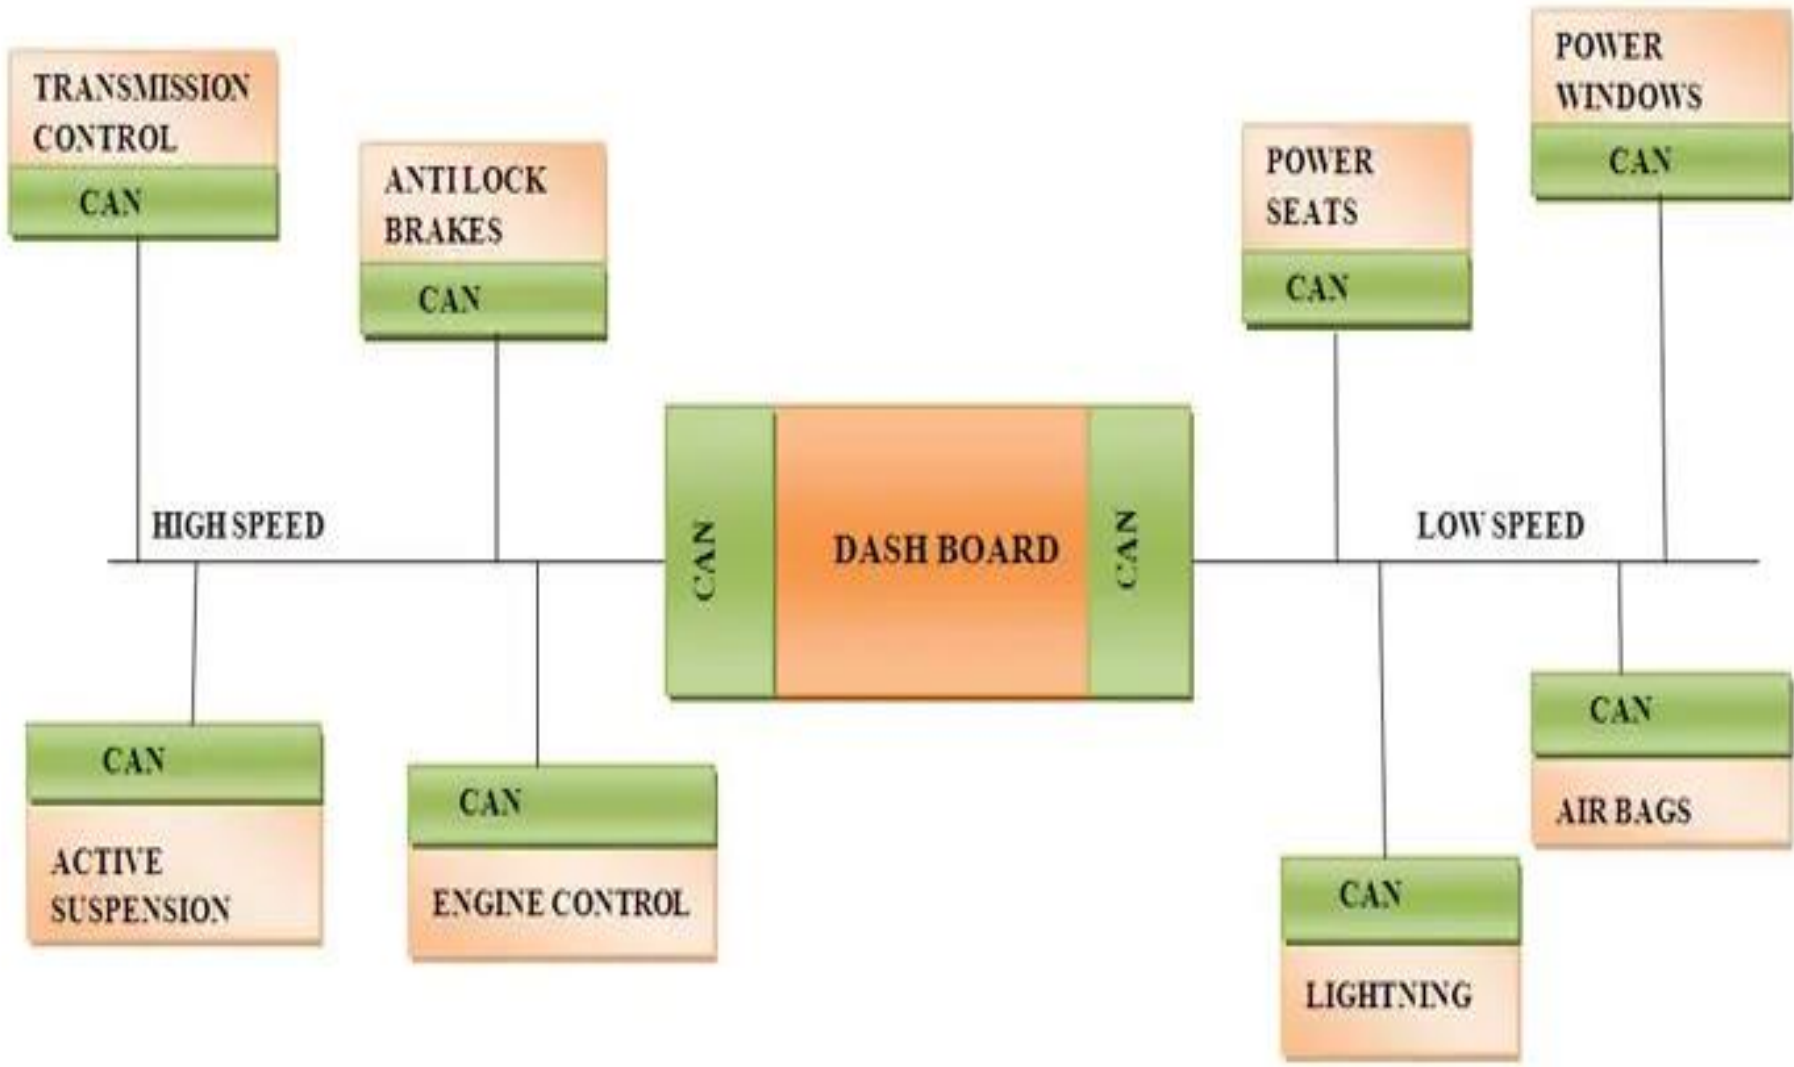 TRANSMISSION
CONTROL
CAN
ANTI LOCK
BRAKES
CAN
POWER
SEATS
CAN
POWER
WINDOWS
CAN
HIGH SPEED
CAN
DASH BOARD
CAN
LOW SPEED
CAN
ACTIVE
SUSPENSION
CAN
ENGINE CONTROL
CAN
LIGHTNING
CAN
AIR BAGS